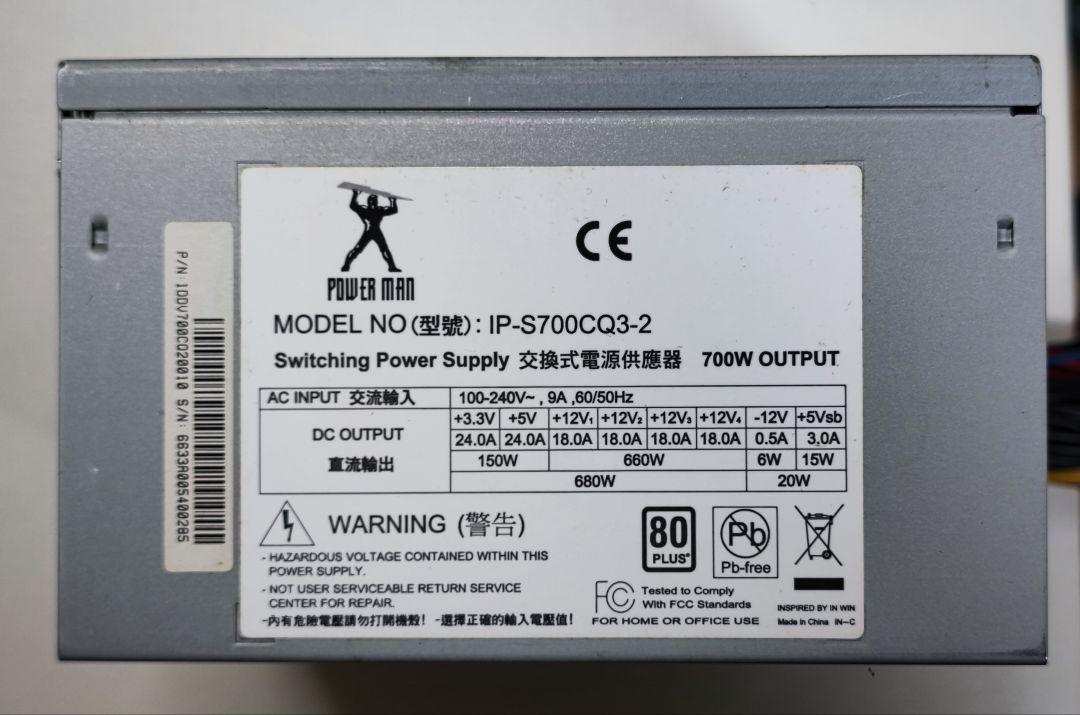 POWER MAN
CE
MODEL NO(型號): IP-S700CQ3-2
Switching Power Supply 交換式電源供應器 700W OUTPUT
AC INPUT 交流輸入 100-240V~ , 9A ,60/50Hz
DC OUTPUT 直流輸出
+3.3V +5V +12V₁ +12V₂ +12V₃ +12V₄ -12V +5Vsb
24.0A 24.0A 18.0A 18.0A 18.0A 18.0A 0.5A 3.0A
150W 660W 6W 15W
680W 20W
WARNING (警告)
- HAZARDOUS VOLTAGE CONTAINED WITHIN THIS
POWER SUPPLY.
- NOT USER SERVICEABLE RETURN SERVICE
CENTER FOR REPAIR.
-內有危險電壓請勿打開機殼! -選擇正確的輸入電壓值!
80
PLUS
Pb
Pb-free
FC Tested to Comply
With FCC Standards
FOR HOME OR OFFICE USE
INSPIRED BY IN WIN
Made in China IN-C
P/N:1DDV700CQ20010 S/N: 6633A005400285